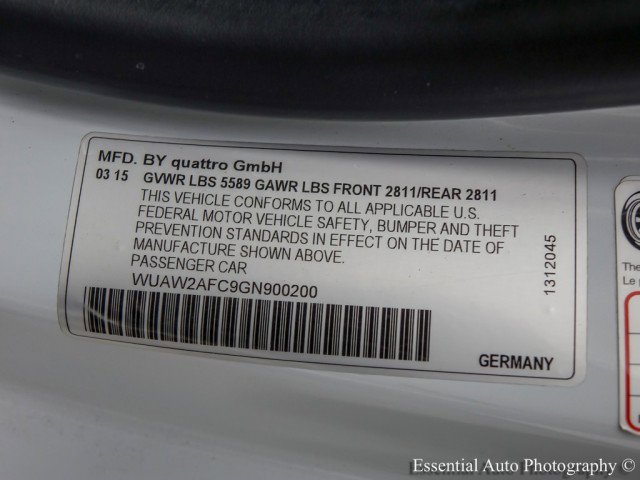 MFD. BY quattro GmbH
03 15 GVWR LBS 5589 GAWR LBS FRONT 2811/REAR 2811
THIS VEHICLE CONFORMS TO ALL APPLICABLE U.S.
FEDERAL MOTOR VEHICLE SAFETY, BUMPER AND THEFT
PREVENTION STANDARDS IN EFFECT ON THE DATE OF
MANUFACTURE SHOWN ABOVE.
PASSENGER CAR
WUAW2AFC9GN900200
1312045
GERMANY
The
Le
Essential Auto Photography ©